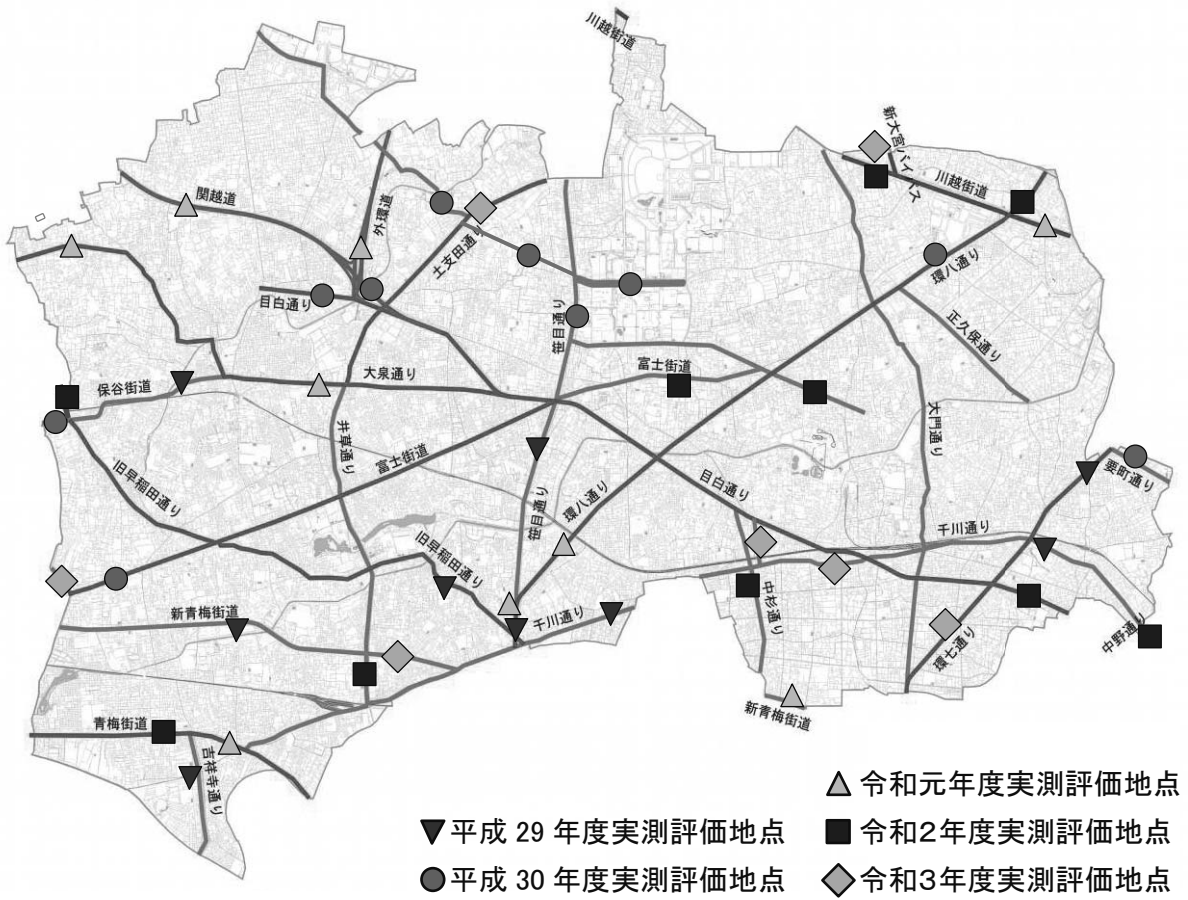 川越街道
新大宮バイパス
川越街道
関越道
外環道
土支田通り
環八通り
目白通り
笹目通り
正久保通り
富士街道
大泉通り
保谷街道
大門通り
井草通り
富士街道
旧早稲田通り
目白通り
要町通り
笹目通り
環八通り
千川通り
旧早稲田通り
中杉通り
新青梅街道
千川通り
環七通り
中野通り
新青梅街道
青梅街道
吉祥寺通り
▲令和元年度実測評価地点
▼平成 29 年度実測評価地点
■令和2年度実測評価地点
●平成 30 年度実測評価地点
◆令和3年度実測評価地点